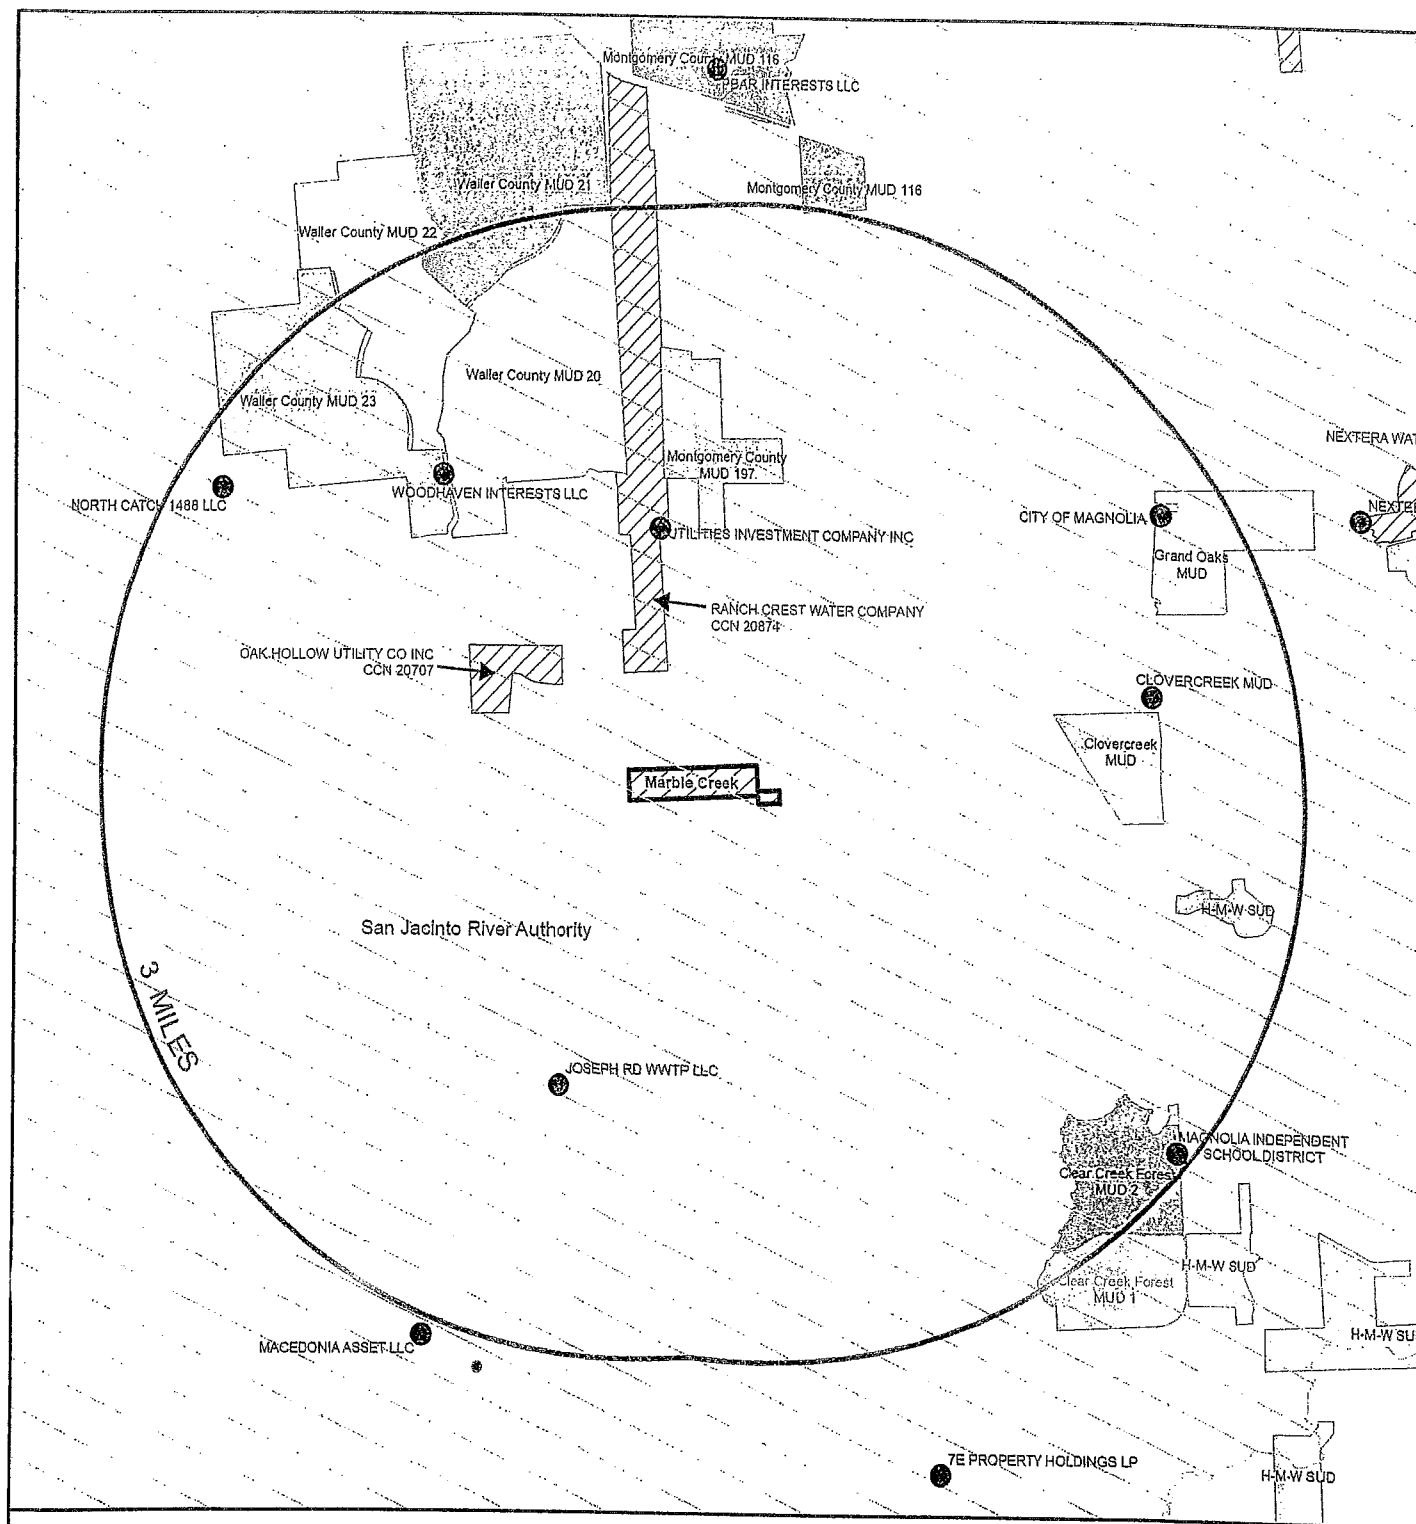 Montgomery County MUD 116
PBAR INTERESTS LLC
Waller County MUD 21
Montgomery County MUD 116
Waller County MUD 22
Waller County MUD 20
Waller County MUD 23
NEXTERA WAT
Montgomery County
MUD 197
WOODHAVEN INTERESTS LLC
NORTH CATCH 1488 LLC
CITY OF MAGNOLIA
NEXTER
UTILITIES INVESTMENT COMPANY INC
Grand Oaks
MUD
RANCH CREST WATER COMPANY
CCN 20874
OAK HOLLOW UTILITY CO INC
CCN 20707
CLOVERCREEK MUD
Clovercreek
MUD
Marble Creek
H-M-W SUD
San Jacinto River Authority
3 MILES
JOSEPH RD WWTP LLC
MAGNOLIA INDEPENDENT
SCHOOL DISTRICT
Clear Creek Forest
MUD 2
H-M-W SUD
Clear Creek Forest
MUD 1
H-M-W SU
MACEDONIA ASSET LLC
7E PROPERTY HOLDINGS LP
H-M-W SUD